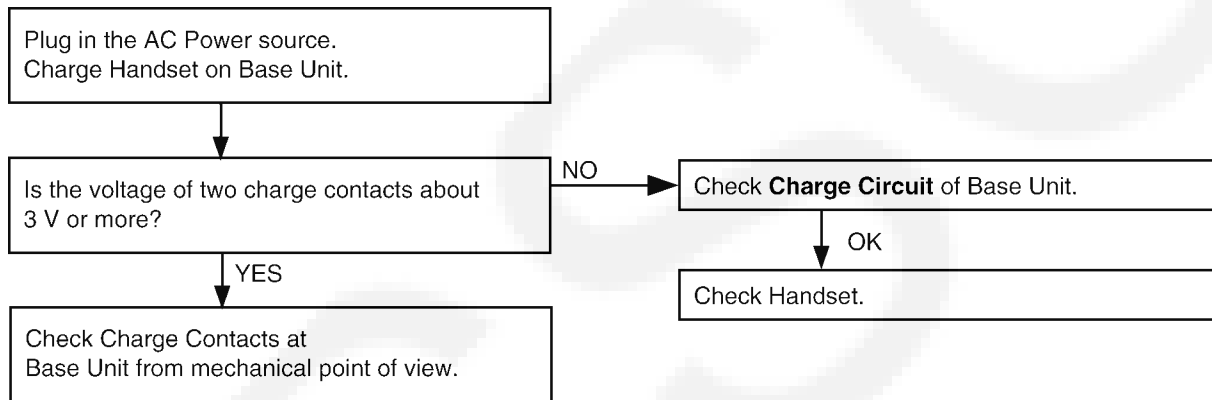 Plug in the AC Power source.
Charge Handset on Base Unit.
Is the voltage of two charge contacts about
3 V or more?
NO
Check Charge Circuit of Base Unit.
OK
Check Handset.
YES
Check Charge Contacts at
Base Unit from mechanical point of view.